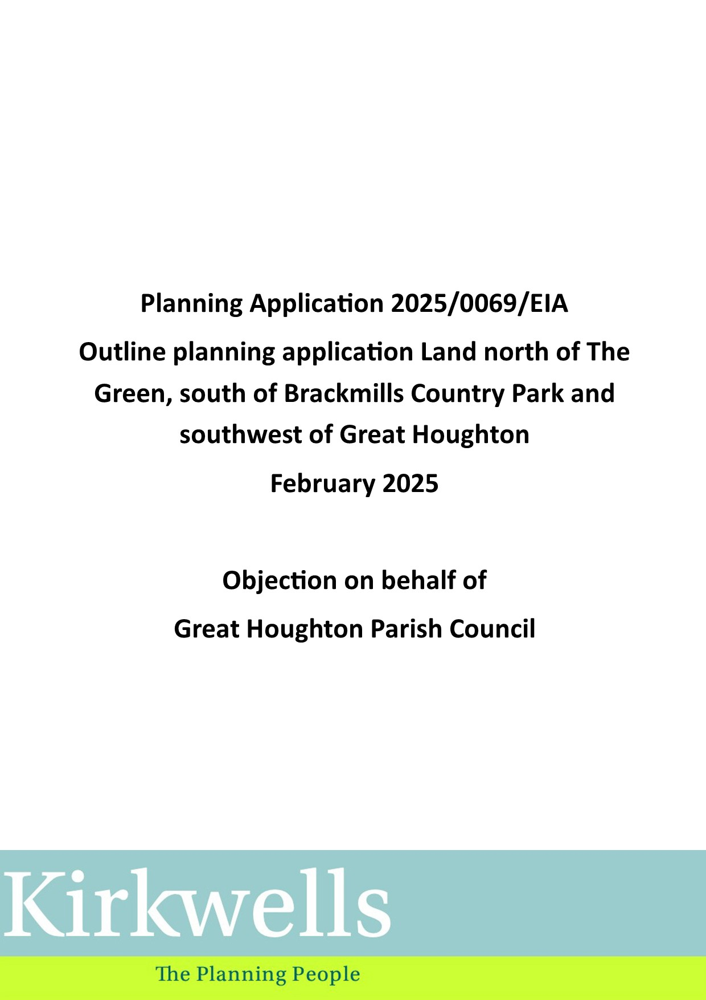 Planning Application 2025/0069/EIA
Outline planning application Land north of The
Green, south of Brackmills Country Park and
southwest of Great Houghton
February 2025
Objection on behalf of
Great Houghton Parish Council
Kirkwells
The Planning People